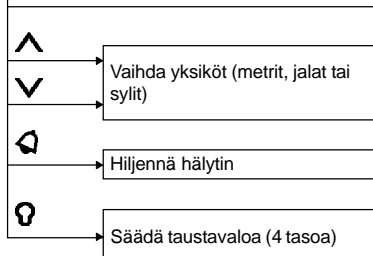 Vaihda yksiköt (metrit, jalat tai
sylit)
Hiljennä hälytin
Säädä taustavaloa (4 tasoa)